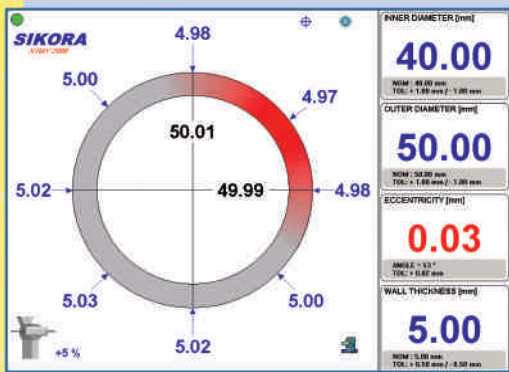 SIKORA
X-RAY 2000
4.98
5.00
4.97
50.01
5.02
49.99
4.98
5.03
5.00
5.02
+5 %
INNER DIAMETER [mm]
40.00
NOM : 40.00 mm
TOL: + 1.00 mm / - 1.00 mm
OUTER DIAMETER [mm]
50.00
NOM : 50.00 mm
TOL: + 1.00 mm / - 1.00 mm
ECCENTRICITY [mm]
0.03
TOL: + 0.02 mm
WALL THICKNESS [mm]
5.00
NOM : 5.00 mm
TOL: + 0.50 mm / - 0.50 mm